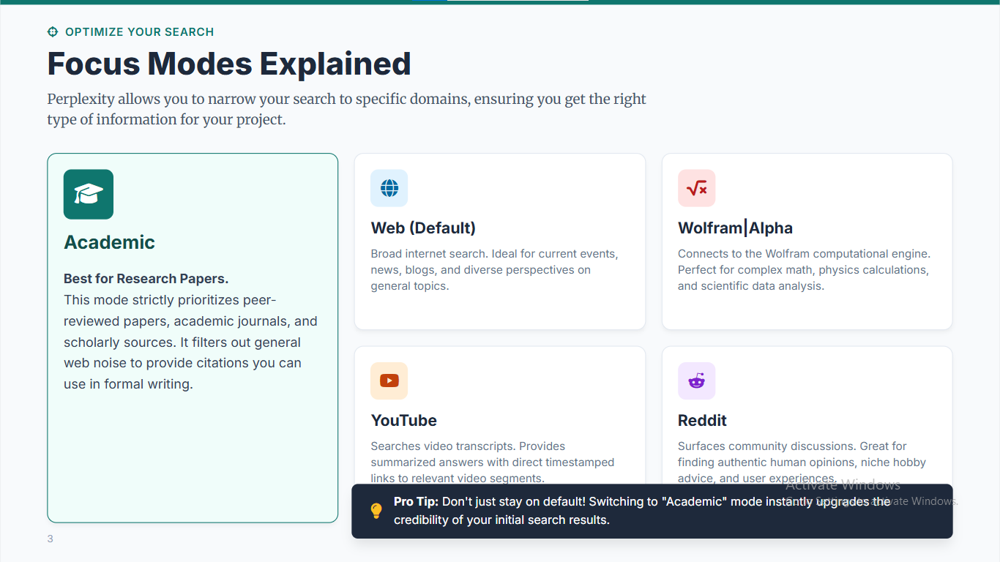 OPTIMIZE YOUR SEARCH
Focus Modes Explained
Perplexity allows you to narrow your search to specific domains, ensuring you get the right
type of information for your project.
Academic
Best for Research Papers.
This mode strictly prioritizes peer-
reviewed papers, academic journals, and
scholarly sources. It filters out general
web noise to provide citations you can
use in formal writing.
Web (Default)
Broad internet search. Ideal for current events,
news, blogs, and diverse perspectives on
general topics.
Wolfram|Alpha
Connects to the Wolfram computational engine.
Perfect for complex math, physics calculations,
and scientific data analysis.
YouTube
Searches video transcripts. Provides
summarized answers with direct timestamped
links to relevant video segments.
Reddit
Surfaces community discussions. Great for
finding authentic human opinions, niche hobby
advice, and user experiences.
Pro Tip: Don't just stay on default! Switching to "Academic" mode instantly upgrades the
credibility of your initial search results.
Activate Windows
Go to Settings to activate Windows.
3